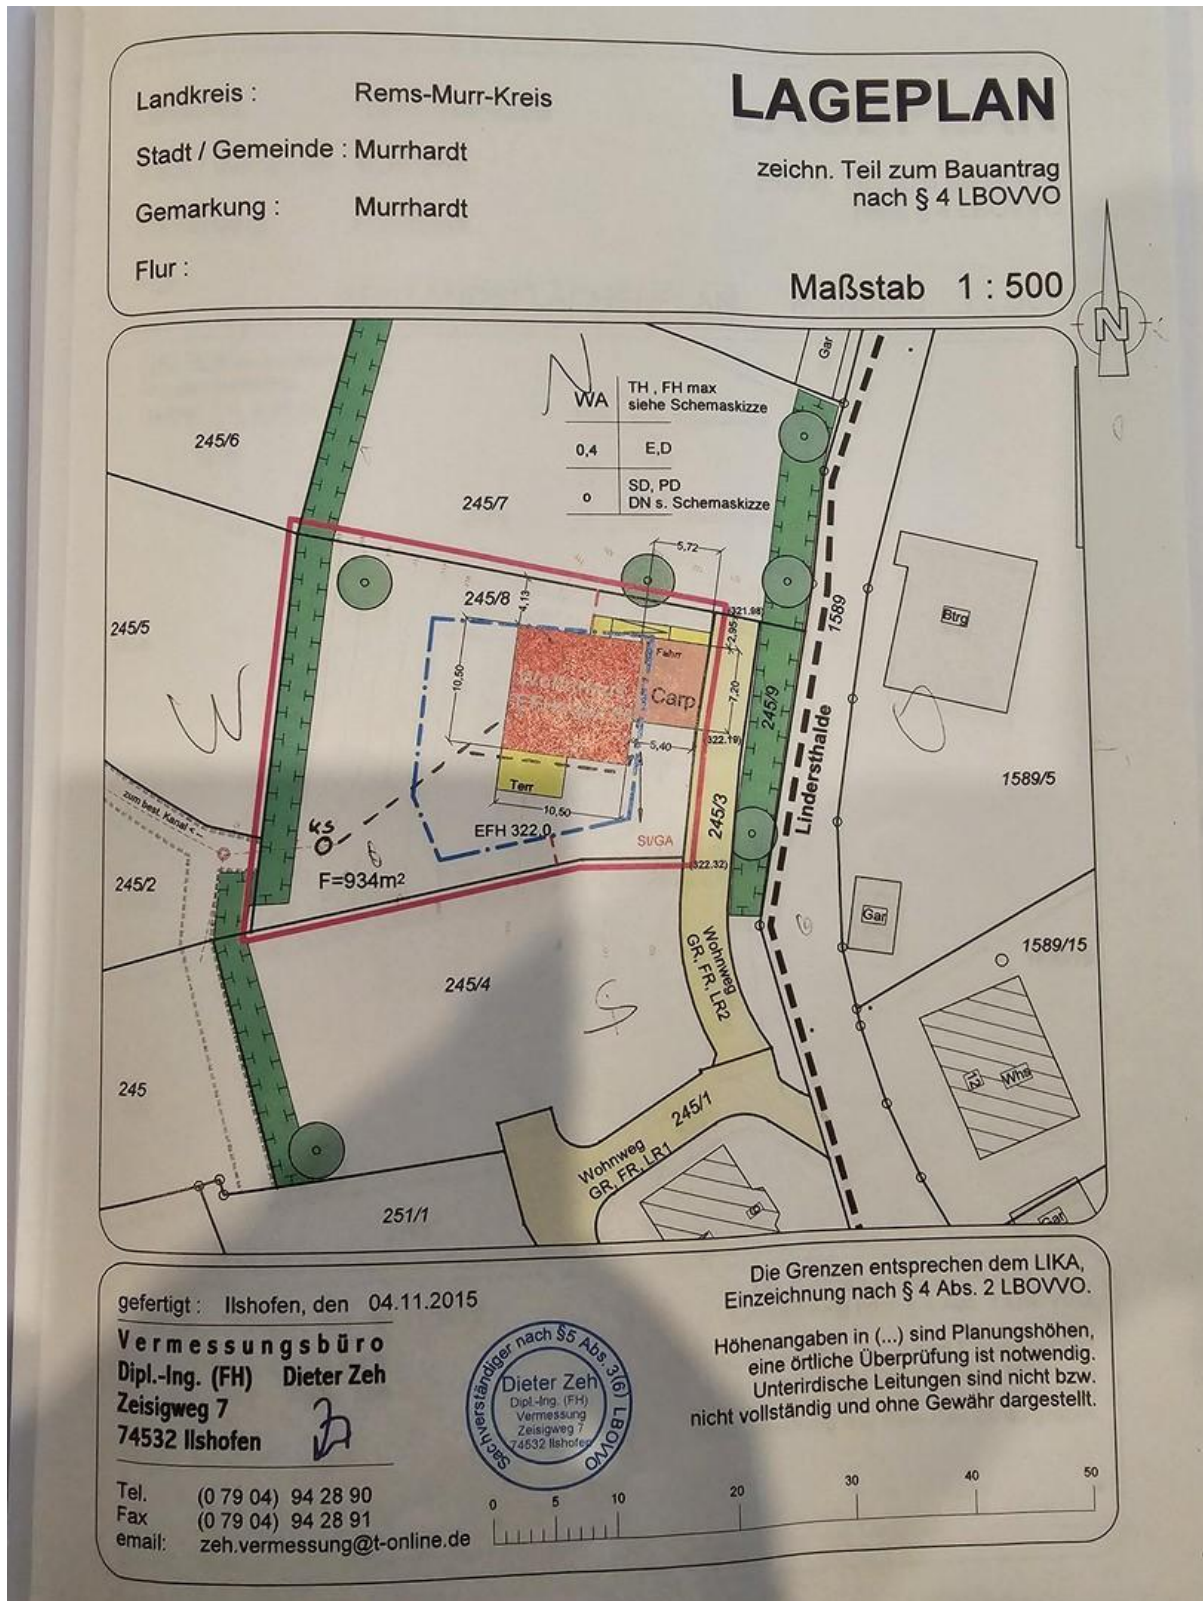 Landkreis : Rems-Murr-Kreis
Stadt / Gemeinde : Murrhardt
Gemarkung : Murrhardt
Flur :
LAGEPLAN
zeichn. Teil zum Bauantrag
nach § 4 LBOVVO
Maßstab 1 : 500
N
Gar
N
WA
TH , FH max
siehe Schemaskizze
0,4
E,D
o
SD, PD
DN s. Schemaskizze
245/6
245/7
5,72
245/8
4,13
(321.98)
1589
Btrg
245/5
2,95
Fahrr
10,50
Carp
7,20
245/9
W
O
5,40
(322.19)
Lindersthalde
1589/5
Terr
10,50
zum best. Kanal <--
EFH 322,0
245/3
KS
St/GA
(322.32)
245/2
F=934m²
Gar
Wohnweg
GR, FR, LR2
1589/15
245/4
S
12
Whs
245
245/1
Wohnweg
GR, FR, LR1
8
251/1
Gar
gefertigt : Ilshofen, den 04.11.2015
Vermessungsbüro
Dipl.-Ing. (FH) Dieter Zeh
Zeisigweg 7
74532 Ilshofen
Tel. (0 79 04) 94 28 90
Fax (0 79 04) 94 28 91
email: zeh.vermessung@t-online.de
Sachverständiger nach §5 Abs. 3(6) LBOVVO
Dieter Zeh
Dipl.-Ing. (FH)
Vermessung
Zeisigweg 7
74532 Ilshofen
Die Grenzen entsprechen dem LIKA,
Einzeichnung nach § 4 Abs. 2 LBOVVO.
Höhenangaben in (...) sind Planungshöhen,
eine örtliche Überprüfung ist notwendig.
Unterirdische Leitungen sind nicht bzw.
nicht vollständig und ohne Gewähr dargestellt.
0 5 10 20 30 40 50